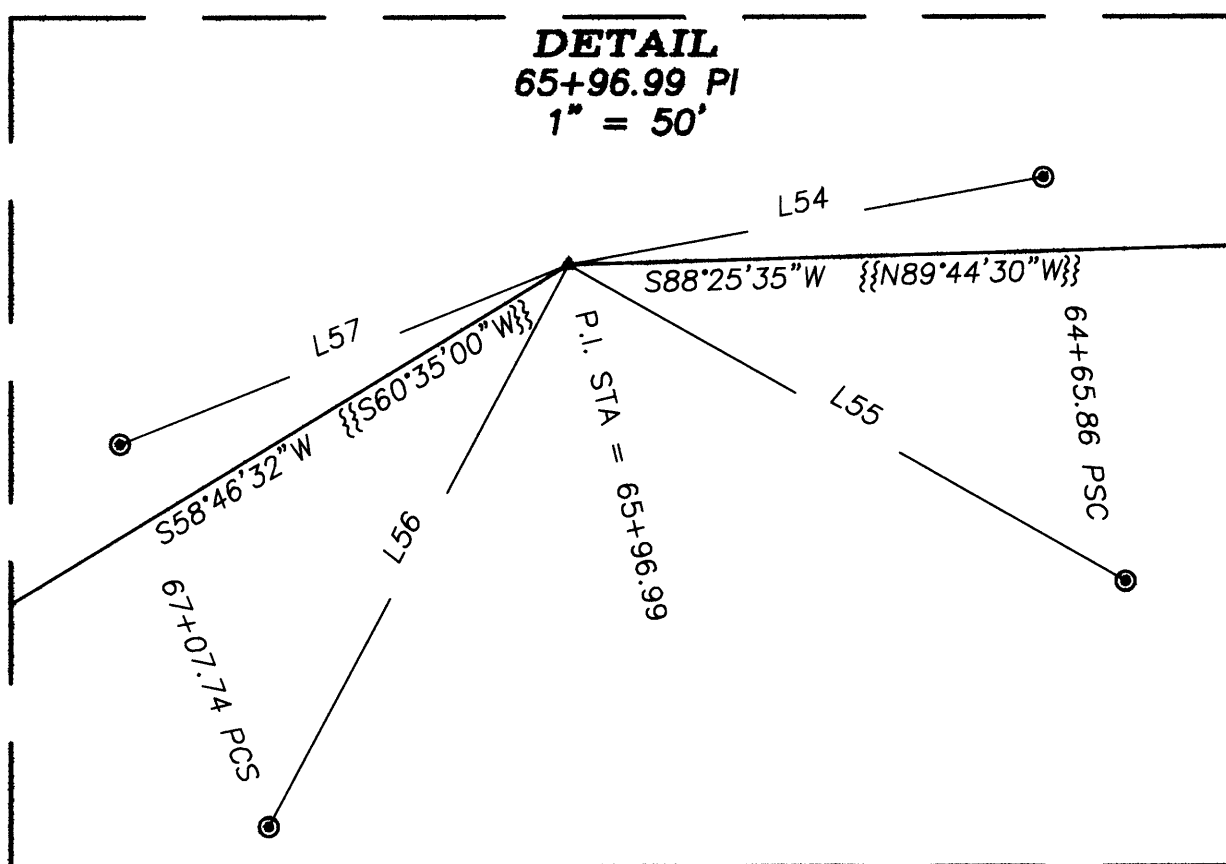 DETAIL
65+96.99 PI
1" = 50'
L54
S88°25'35"W {{N89°44'30"W}}
L57
S58°46'32"W {{S60°35'00"W}}
L55
L56
P.I. STA = 65+96.99
64+65.86 PSC
67+07.74 PCS